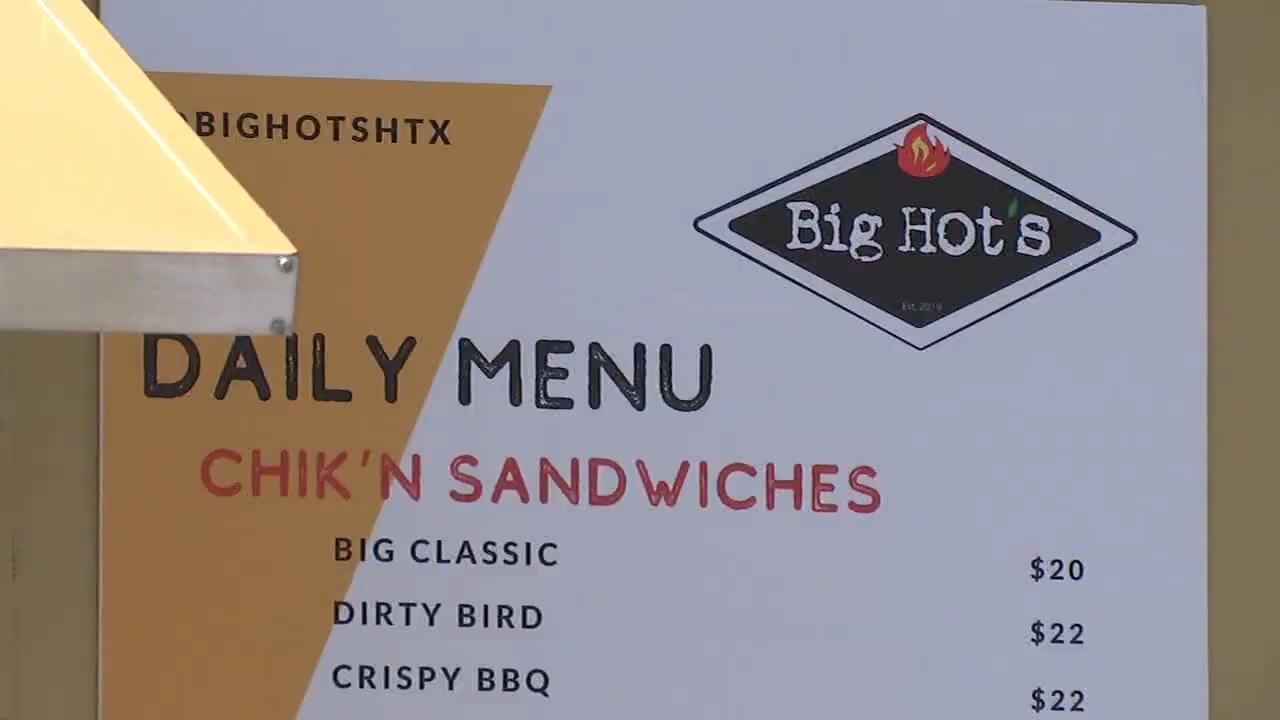 @BIGHOTSHTX
Big Hot's
Est. 2019
DAILY MENU
CHIK'N SANDWICHES
BIG CLASSIC $20
DIRTY BIRD $22
CRISPY BBQ $22